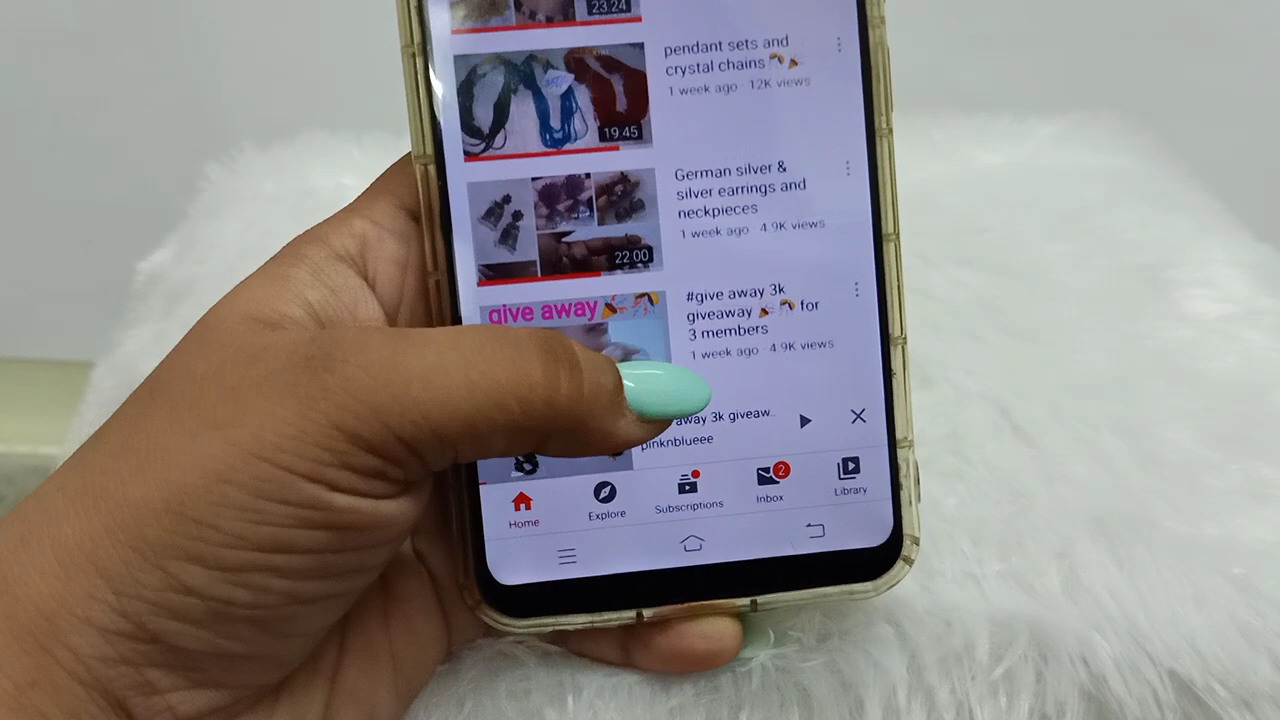 23:24
pendant sets and
crystal chains
1 week ago · 12K views
19:45
German silver &
silver earrings and
neckpieces
1 week ago · 4.9K views
22:00
give away
#give away 3k
giveaway 🎉🎊 for
3 members
1 week ago · 4.9K views
away 3k giveaw..
pinknblueee
2
Home
Explore
Subscriptions
Inbox
Library